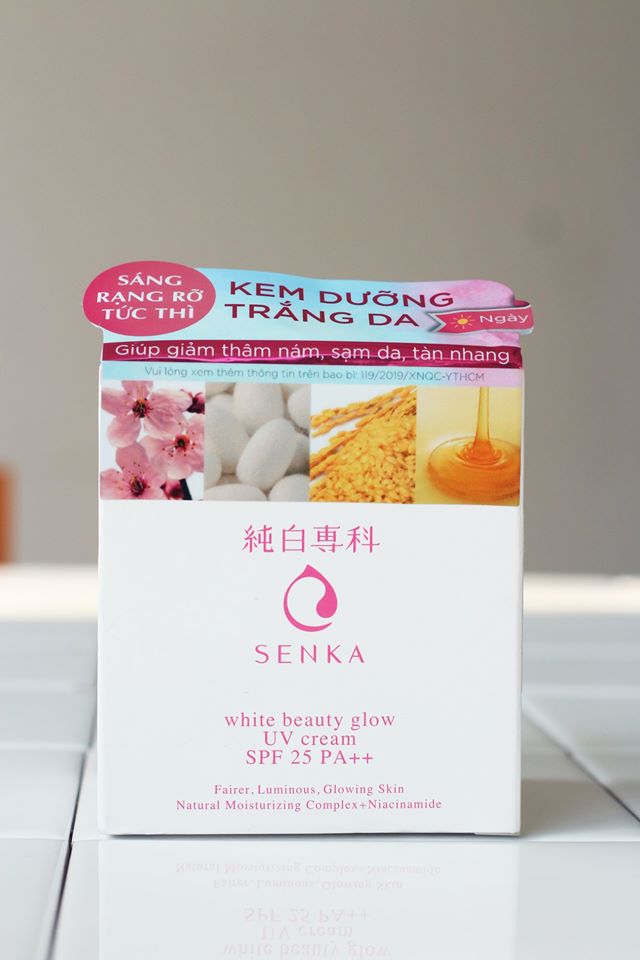 SÁNG
RẠNG RỠ
TỨC THÌ
KEM DƯỠNG
TRẮNG DA
Ngày
Giúp giảm thâm nám, sạm da, tàn nhang
Vui lòng xem thêm thông tin trên bao bì: 119/2019/XNQC-YTHCM
純白専科
SENKA
white beauty glow
UV cream
SPF 25 PA++
Fairer, Luminous, Glowing Skin
Natural Moisturizing Complex+Niacinamide